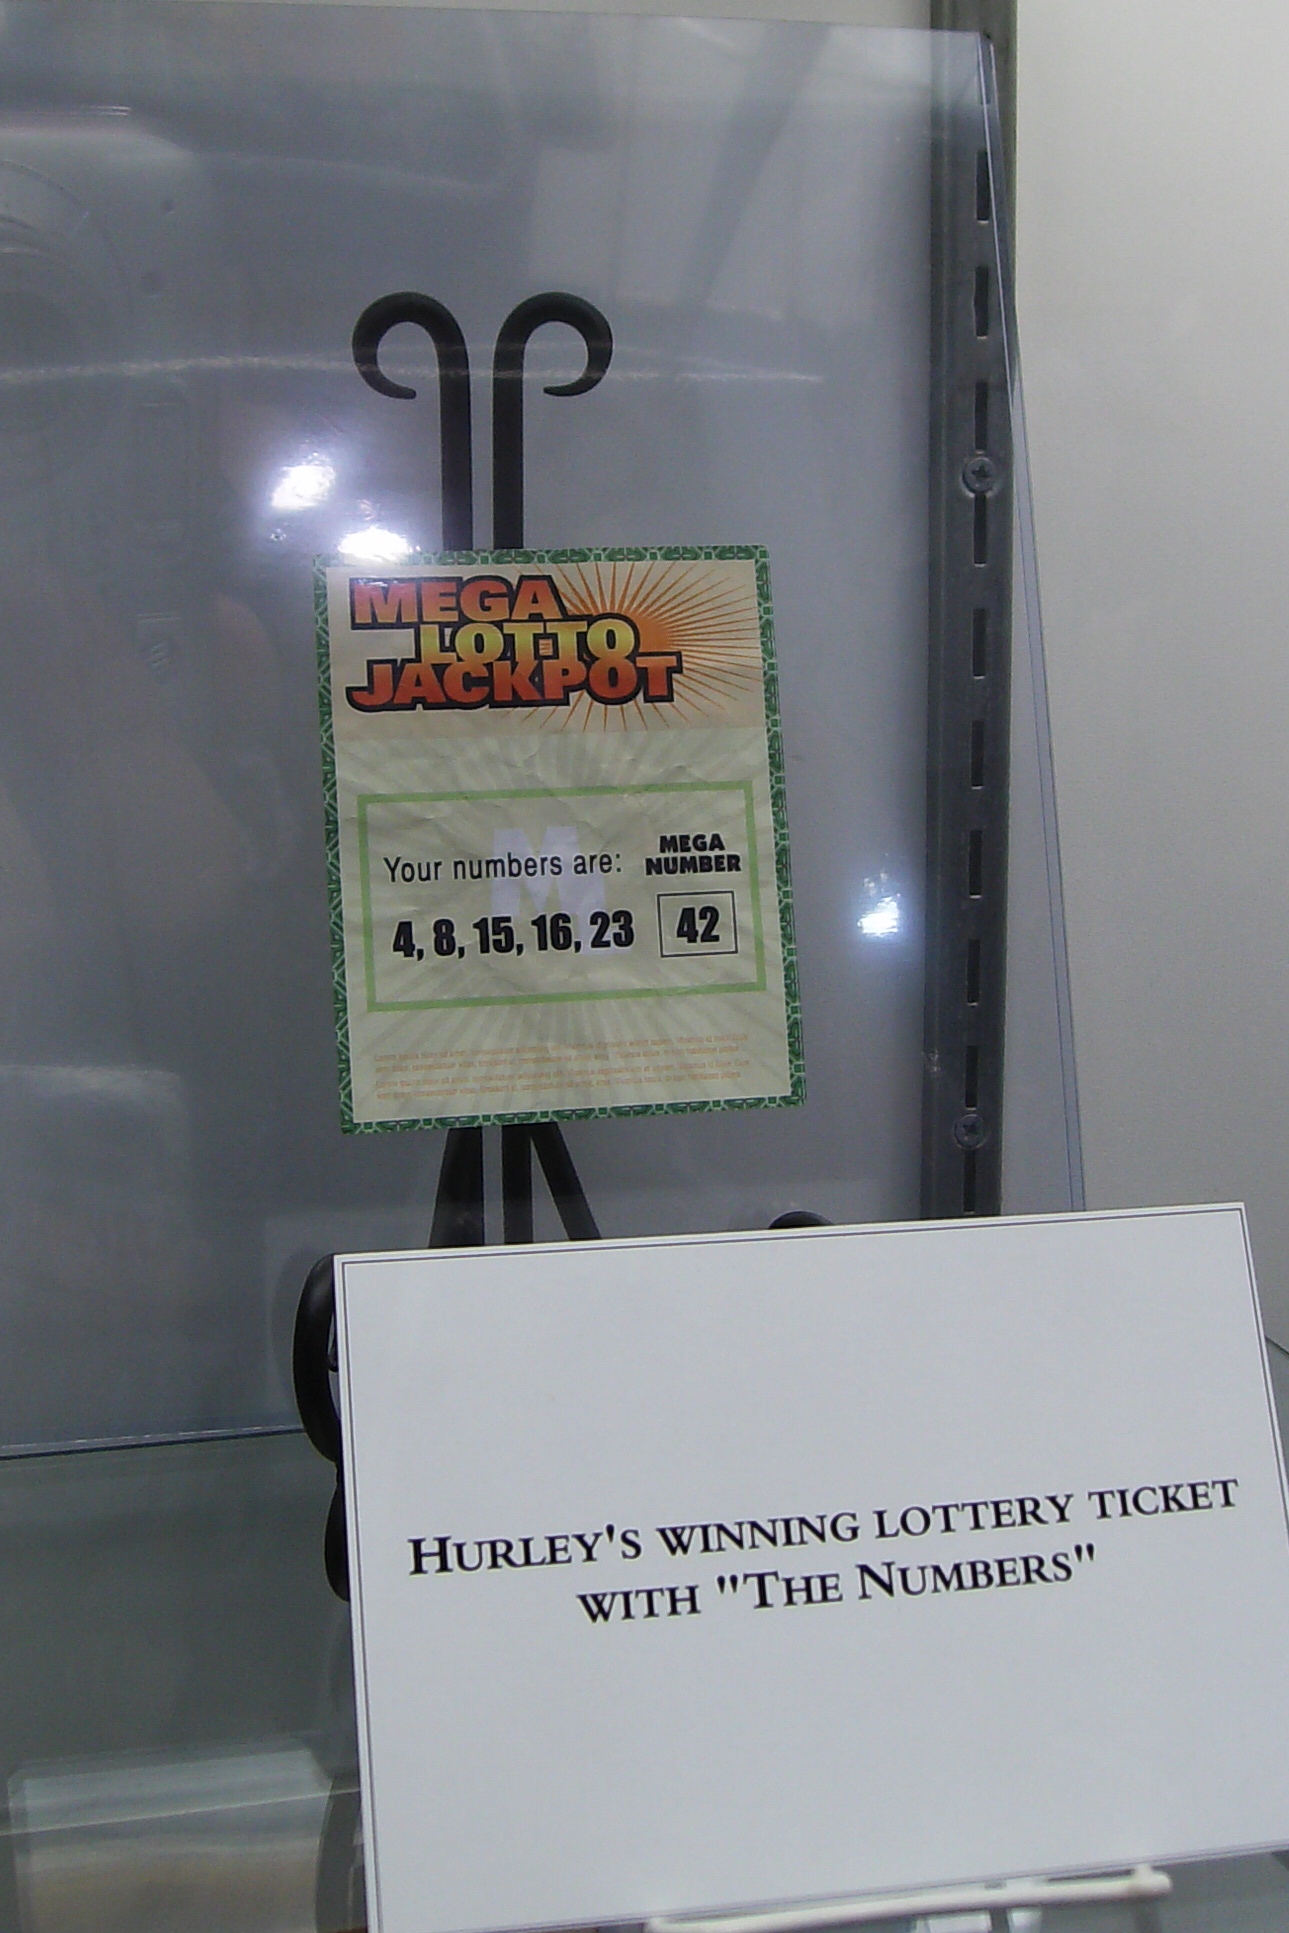 MEGA
LOTTO
JACKPOT
Your numbers are:
MEGA
NUMBER
4, 8, 15, 16, 23
42
HURLEY'S WINNING LOTTERY TICKET
WITH "THE NUMBERS"